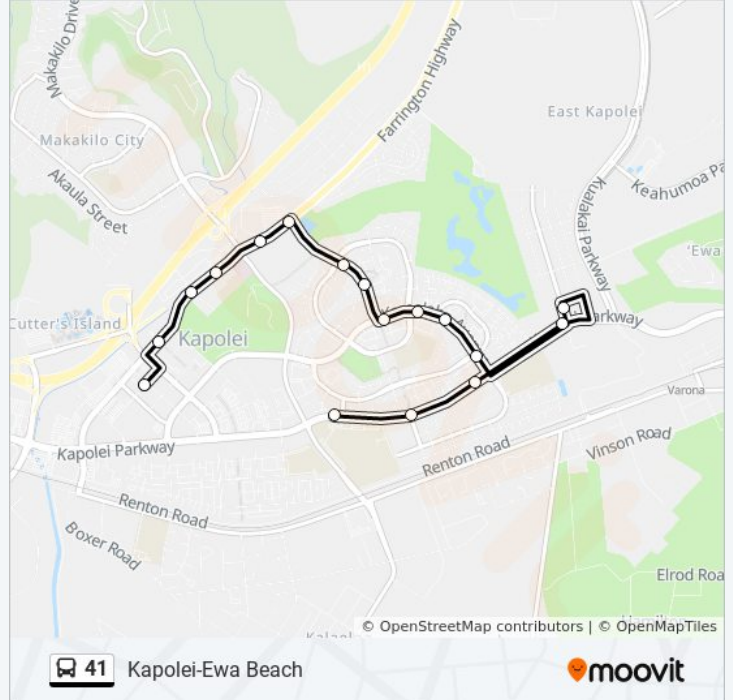 Makakilo Drive
H1
Farrington Highway
East Kapolei
Makakilo City
Keahumoa Pa
Akaula Street
Kualakai Parkway
'Ewa
Cutter's Island
Kapolei
arkway
Varona
Kapolei Parkway
Renton Road
Vinson Road
Renton Road
Boxer Road
Elrod Roa
© OpenStreetMap contributors | © OpenMapTiles
41 Kapolei-Ewa Beach
moovit